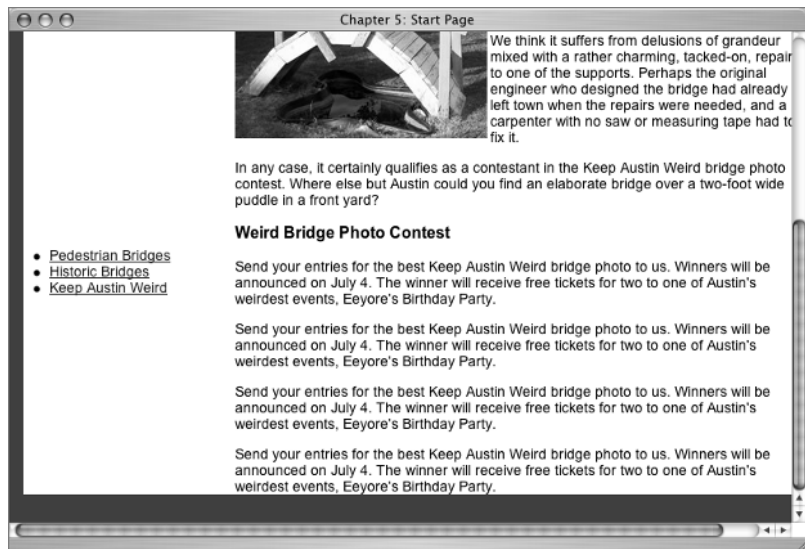 Chapter 5: Start Page
We think it suffers from delusions of grandeur
mixed with a rather charming, tacked-on, repair
to one of the supports. Perhaps the original
engineer who designed the bridge had already
left town when the repairs were needed, and a
carpenter with no saw or measuring tape had to
fix it.
In any case, it certainly qualifies as a contestant in the Keep Austin Weird bridge photo
contest. Where else but Austin could you find an elaborate bridge over a two-foot wide
puddle in a front yard?
Weird Bridge Photo Contest
Pedestrian Bridges
Historic Bridges
Keep Austin Weird
Send your entries for the best Keep Austin Weird bridge photo to us. Winners will be
announced on July 4. The winner will receive free tickets for two to one of Austin's
weirdest events, Eeyore's Birthday Party.
Send your entries for the best Keep Austin Weird bridge photo to us. Winners will be
announced on July 4. The winner will receive free tickets for two to one of Austin's
weirdest events, Eeyore's Birthday Party.
Send your entries for the best Keep Austin Weird bridge photo to us. Winners will be
announced on July 4. The winner will receive free tickets for two to one of Austin's
weirdest events, Eeyore's Birthday Party.
Send your entries for the best Keep Austin Weird bridge photo to us. Winners will be
announced on July 4. The winner will receive free tickets for two to one of Austin's
weirdest events, Eeyore's Birthday Party.